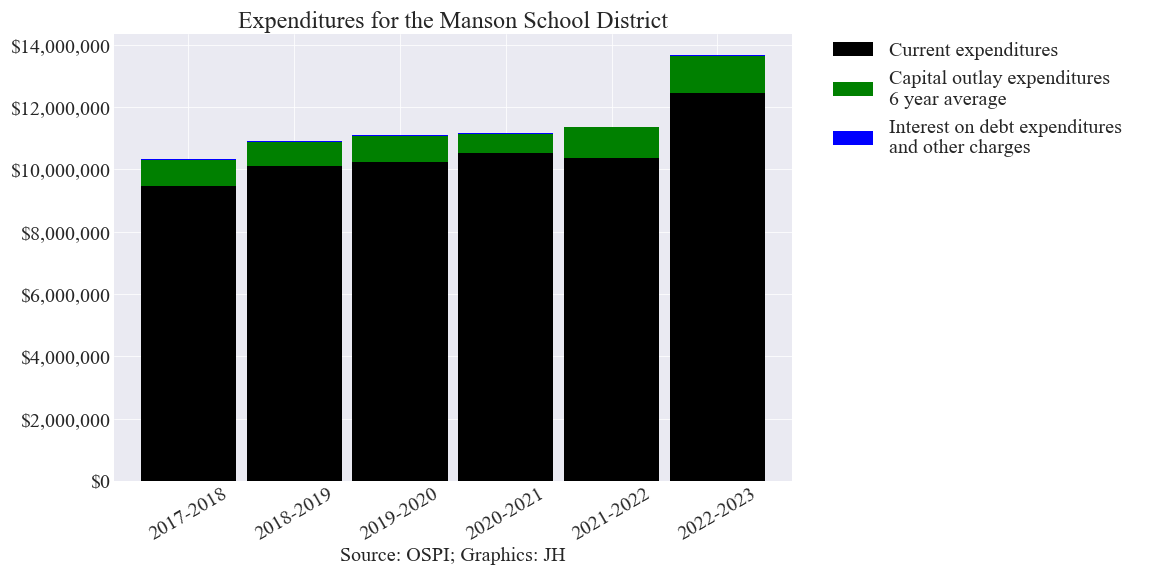 Expenditures for the Manson School District
$14,000,000
$12,000,000
$10,000,000
$8,000,000
$6,000,000
$4,000,000
$2,000,000
$0
2017-2018
2018-2019
2019-2020
2020-2021
2021-2022
2022-2023
Source: OSPI; Graphics: JH
Current expenditures
Capital outlay expenditures
6 year average
Interest on debt expenditures
and other charges